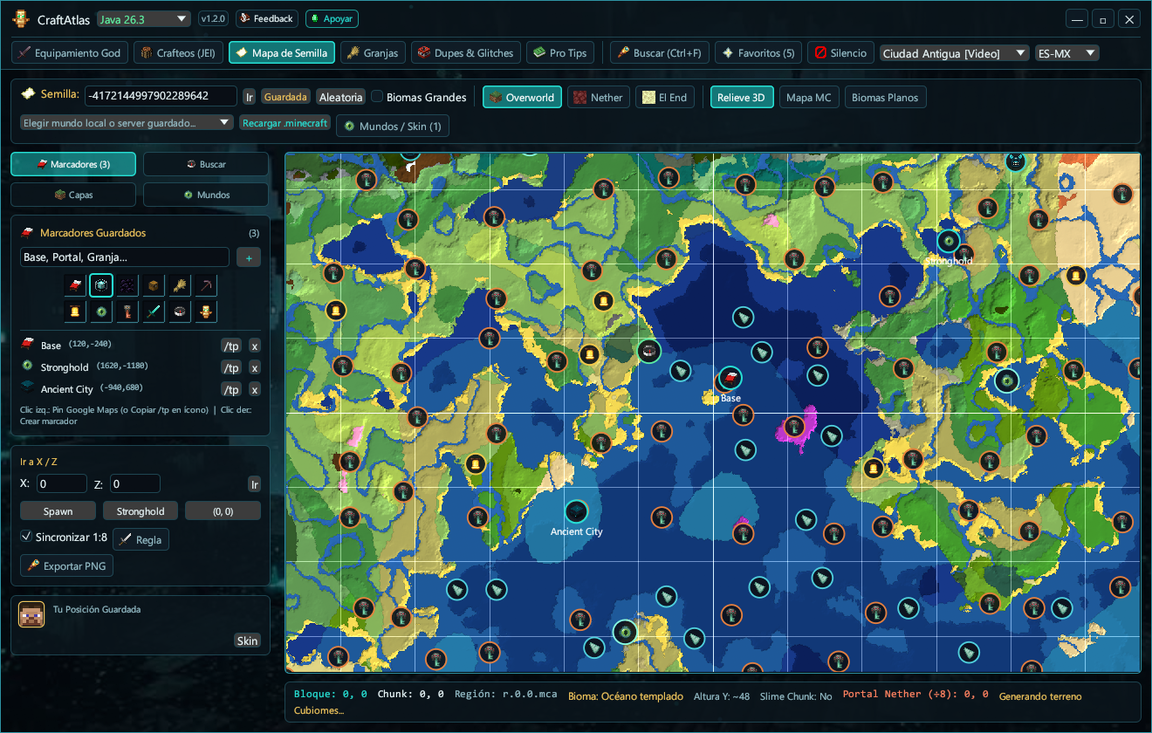 CraftAtlas Java 26.3 v1.2.0 Feedback Apoyar
Equipamiento God Crafteos (JEI) Mapa de Semilla Granjas Dupes & Glitches Pro Tips Buscar (Ctrl+F) Favoritos (5) Silencio Ciudad Antigua [Video] ES-MX
Semilla: -4172144997902289642 Ir Guardada Aleatoria Biomas Grandes Overworld Nether El End Relieve 3D Mapa MC Biomas Planos
Elegir mundo local o server guardado... Recargar .minecraft Mundos / Skin (1)
Marcadores (3) Buscar
Capas Mundos
Marcadores Guardados (3)
Base, Portal, Granja... +
Base (120,-240) /tp x
Stronghold (1620,-1180) /tp x
Ancient City (-940,680) /tp x
Clic izq.: Pin Google Maps (o Copiar /tp en ícono) | Clic der.:
Crear marcador
Ir a X / Z
X: 0 Z: 0 Ir
Spawn Stronghold (0, 0)
Sincronizar 1:8 Regla
Exportar PNG
Tu Posición Guardada
Skin
Stronghold
Base
Ancient City
Bloque: 0, 0 Chunk: 0, 0 Región: r.0.0.mca Bioma: Océano templado Altura Y: ~48 Slime Chunk: No Portal Nether (÷8): 0, 0 Generando terreno
Cubiomes...